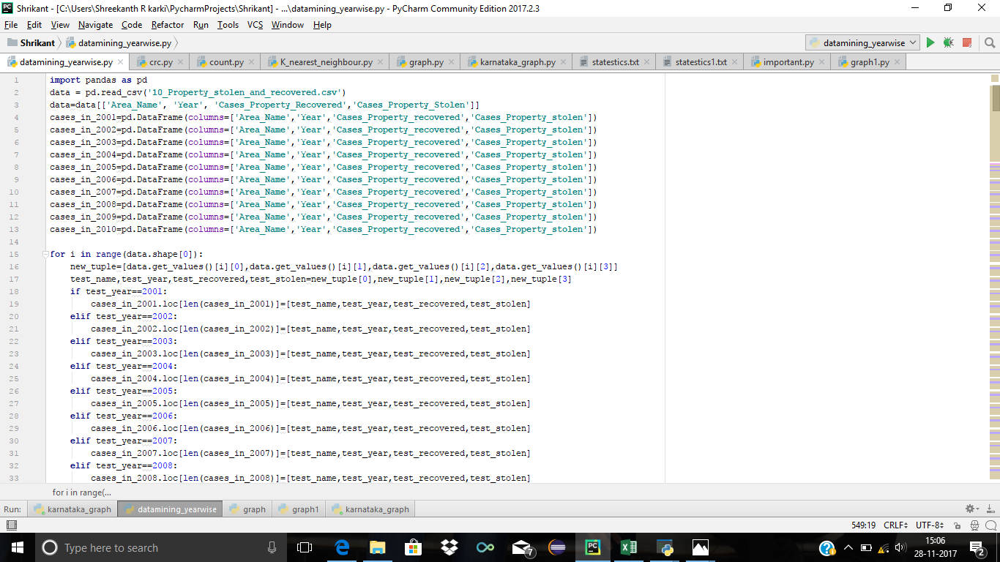 Shrikant - [C:\Users\Shreekanth R karki\PycharmProjects\Shrikant] - ...\datamining_yearwise.py - PyCharm Community Edition 2017.2.3
File Edit View Navigate Code Refactor Run Tools VCS Window Help
Shrikant datamining_yearwise.py datamining_yearwise
datamining_yearwise.py crc.py count.py K_nearest_neighbour.py graph.py karnataka_graph.py statestics.txt statestics1.txt important.py graph1.py
1 import pandas as pd
2 data = pd.read_csv('10_Property_stolen_and_recovered.csv')
3 data=data[['Area_Name', 'Year', 'Cases_Property_Recovered','Cases_Property_Stolen']]
4 cases_in_2001=pd.DataFrame(columns=['Area_Name','Year','Cases_Property_recovered','Cases_Property_stolen'])
5 cases_in_2002=pd.DataFrame(columns=['Area_Name','Year','Cases_Property_recovered','Cases_Property_stolen'])
6 cases_in_2003=pd.DataFrame(columns=['Area_Name','Year','Cases_Property_recovered','Cases_Property_stolen'])
7 cases_in_2004=pd.DataFrame(columns=['Area_Name','Year','Cases_Property_recovered','Cases_Property_stolen'])
8 cases_in_2005=pd.DataFrame(columns=['Area_Name','Year','Cases_Property_recovered','Cases_Property_stolen'])
9 cases_in_2006=pd.DataFrame(columns=['Area_Name','Year','Cases_Property_recovered','Cases_Property_stolen'])
10 cases_in_2007=pd.DataFrame(columns=['Area_Name','Year','Cases_Property_recovered','Cases_Property_stolen'])
11 cases_in_2008=pd.DataFrame(columns=['Area_Name','Year','Cases_Property_recovered','Cases_Property_stolen'])
12 cases_in_2009=pd.DataFrame(columns=['Area_Name','Year','Cases_Property_recovered','Cases_Property_stolen'])
13 cases_in_2010=pd.DataFrame(columns=['Area_Name','Year','Cases_Property_recovered','Cases_Property_stolen'])
14
15 for i in range(data.shape[0]):
16     new_tuple=[data.get_values()[i][0],data.get_values()[i][1],data.get_values()[i][2],data.get_values()[i][3]]
17     test_name,test_year,test_recovered,test_stolen=new_tuple[0],new_tuple[1],new_tuple[2],new_tuple[3]
18     if test_year==2001:
19         cases_in_2001.loc[len(cases_in_2001)]=[test_name,test_year,test_recovered,test_stolen]
20     elif test_year==2002:
21         cases_in_2002.loc[len(cases_in_2002)]=[test_name,test_year,test_recovered,test_stolen]
22     elif test_year==2003:
23         cases_in_2003.loc[len(cases_in_2003)]=[test_name,test_year,test_recovered,test_stolen]
24     elif test_year==2004:
25         cases_in_2004.loc[len(cases_in_2004)]=[test_name,test_year,test_recovered,test_stolen]
26     elif test_year==2005:
27         cases_in_2005.loc[len(cases_in_2005)]=[test_name,test_year,test_recovered,test_stolen]
28     elif test_year==2006:
29         cases_in_2006.loc[len(cases_in_2006)]=[test_name,test_year,test_recovered,test_stolen]
30     elif test_year==2007:
31         cases_in_2007.loc[len(cases_in_2007)]=[test_name,test_year,test_recovered,test_stolen]
32     elif test_year==2008:
33         cases_in_2008.loc[len(cases_in_2008)]=[test_name,test_year,test_recovered,test_stolen]
for i in range(...
Run: karnataka_graph datamining_yearwise graph graph1 karnataka_graph
549:19 CRLF UTF-8
Type here to search 7 PC 15:06
28-11-2017 2